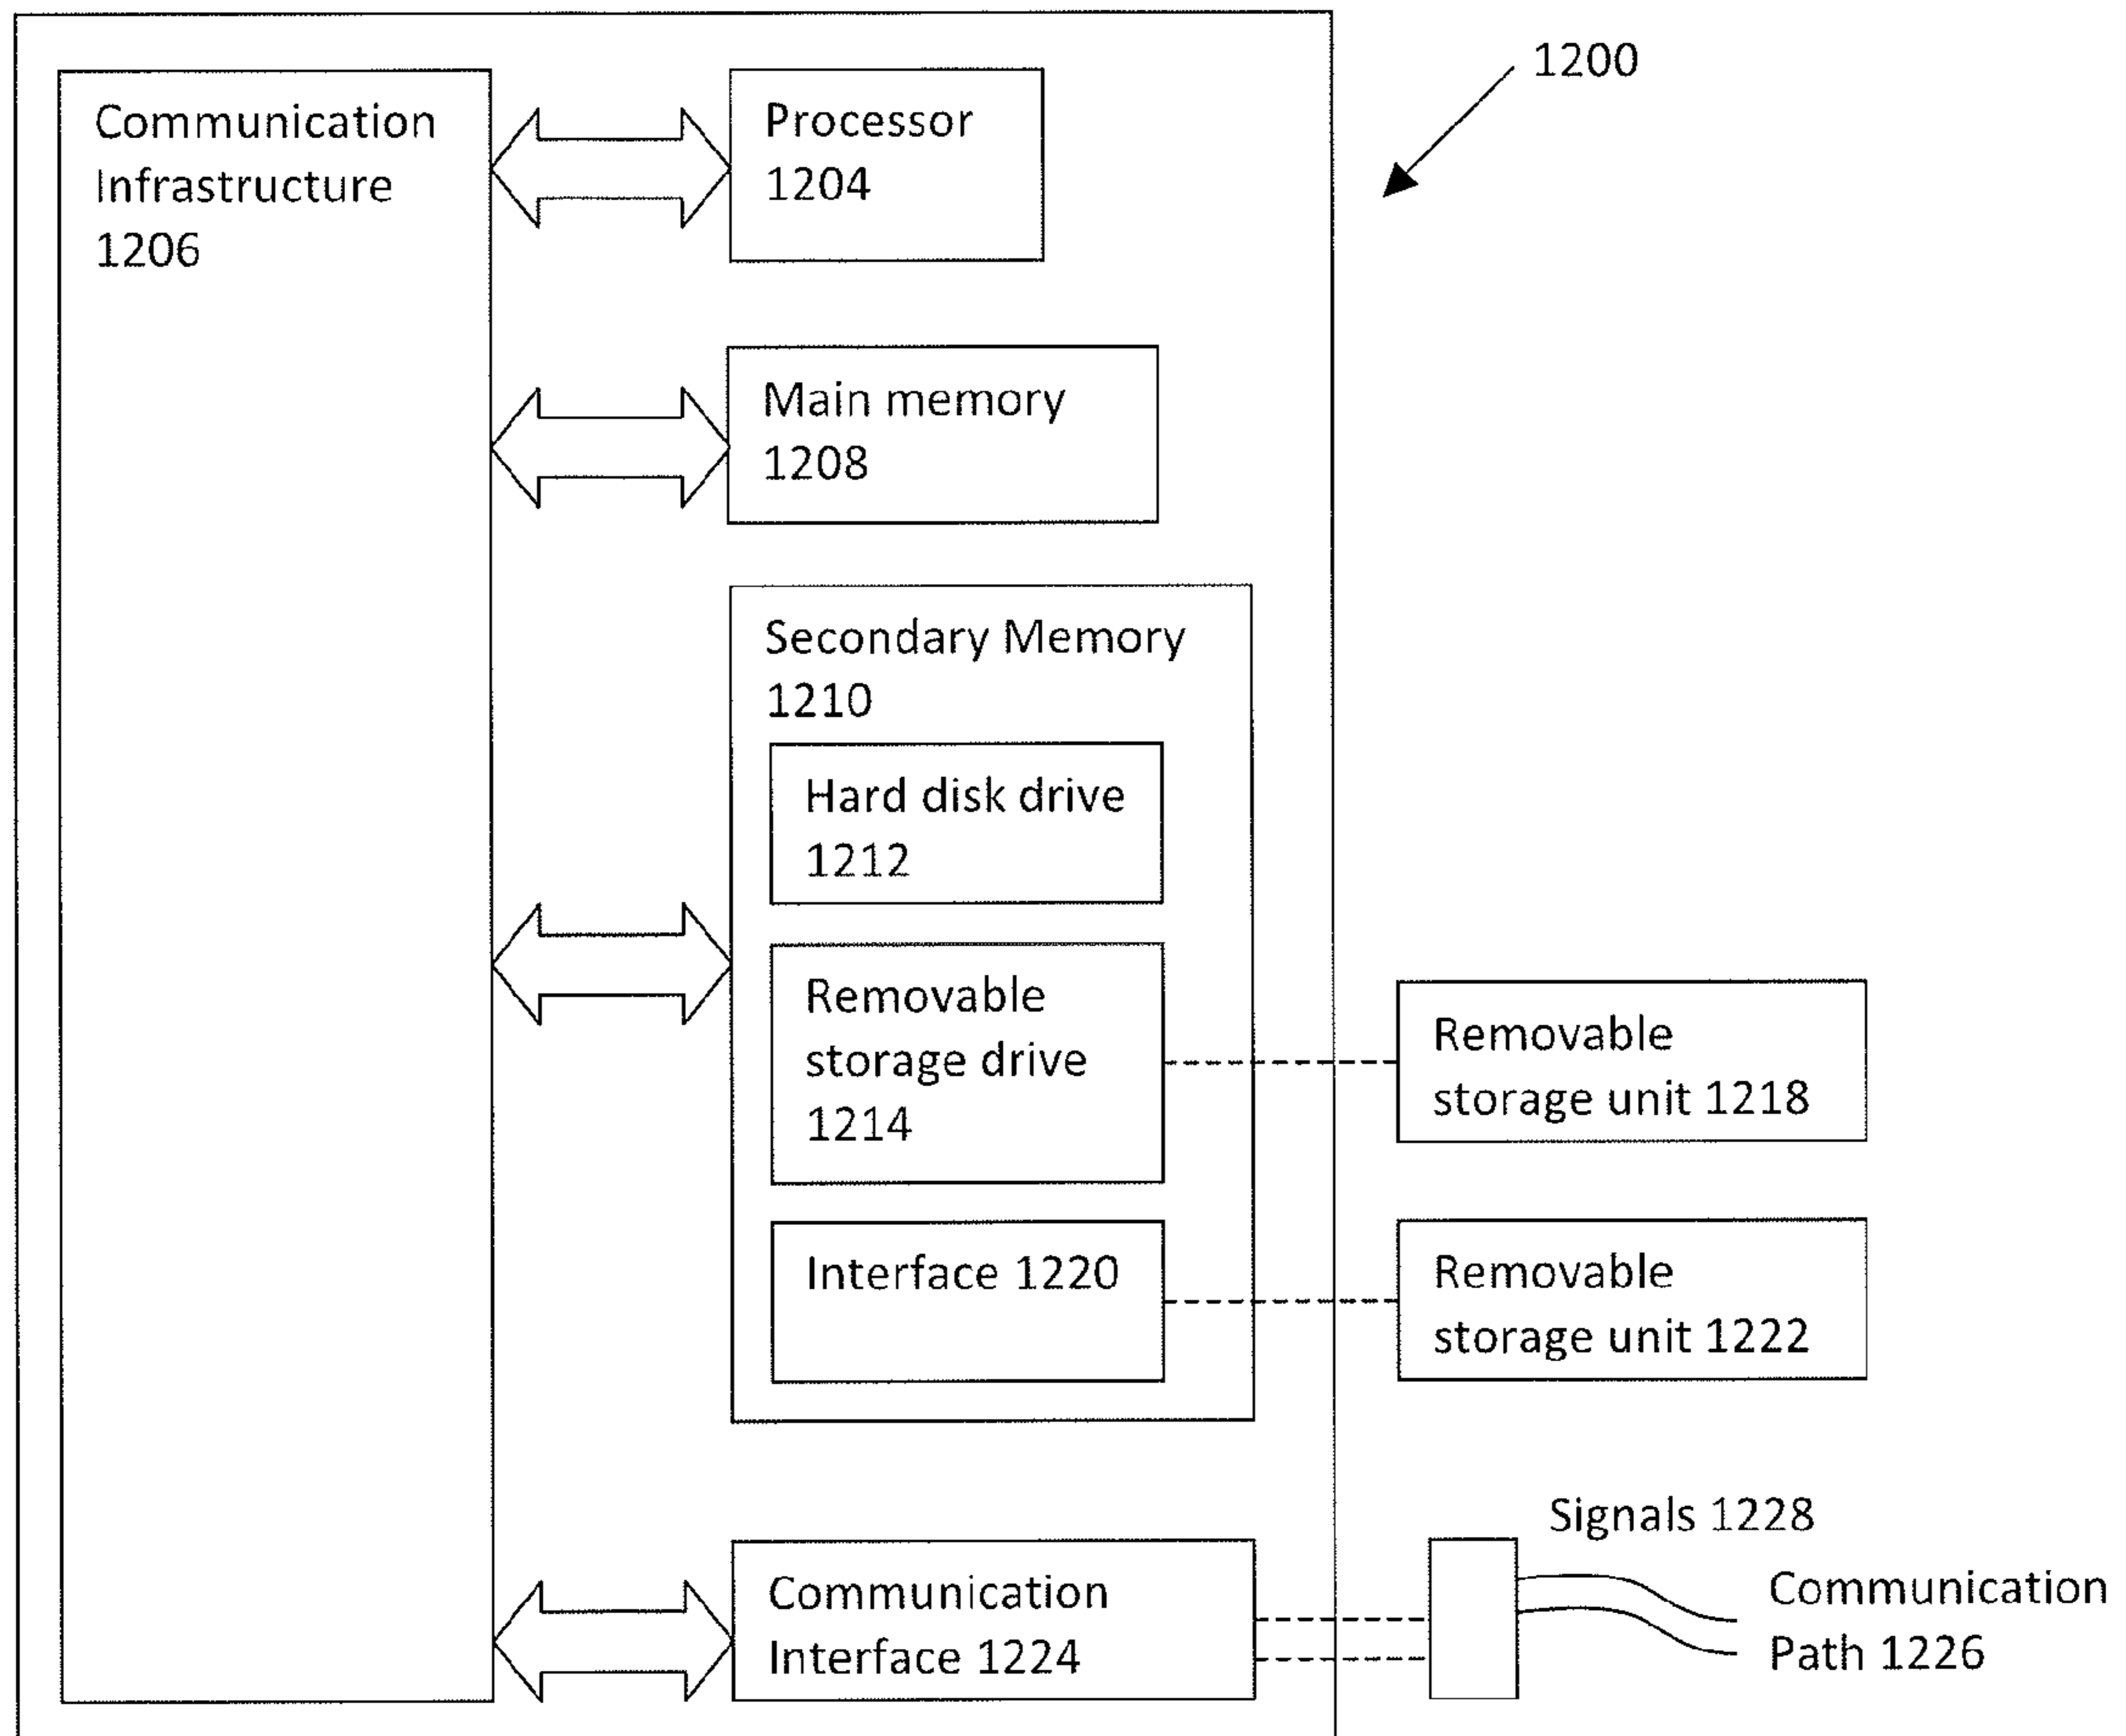 1200
Communication
Infrastructure
1206
Processor
1204
Main memory
1208
Secondary Memory
1210
Hard disk drive
1212
Removable
storage drive
1214
Removable
storage unit 1218
Interface 1220
Removable
storage unit 1222
Signals 1228
Communication
Interface 1224
Communication
Path 1226